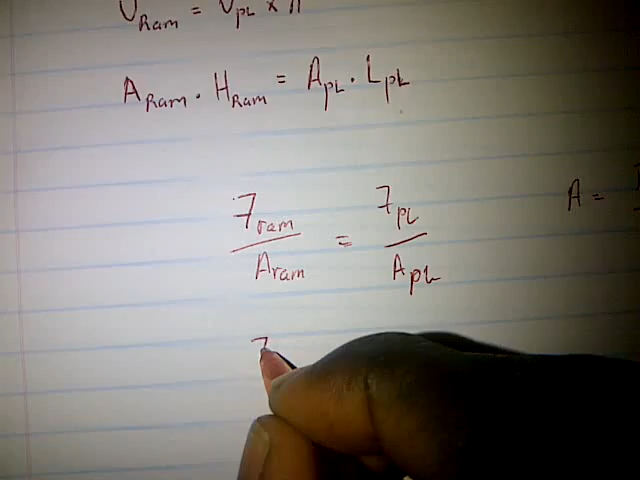 V_Ram = V_pL × n
A_Ram · H_Ram = A_pL · L_pL
F_ram / A_ram = F_pL / A_pL
A =
F